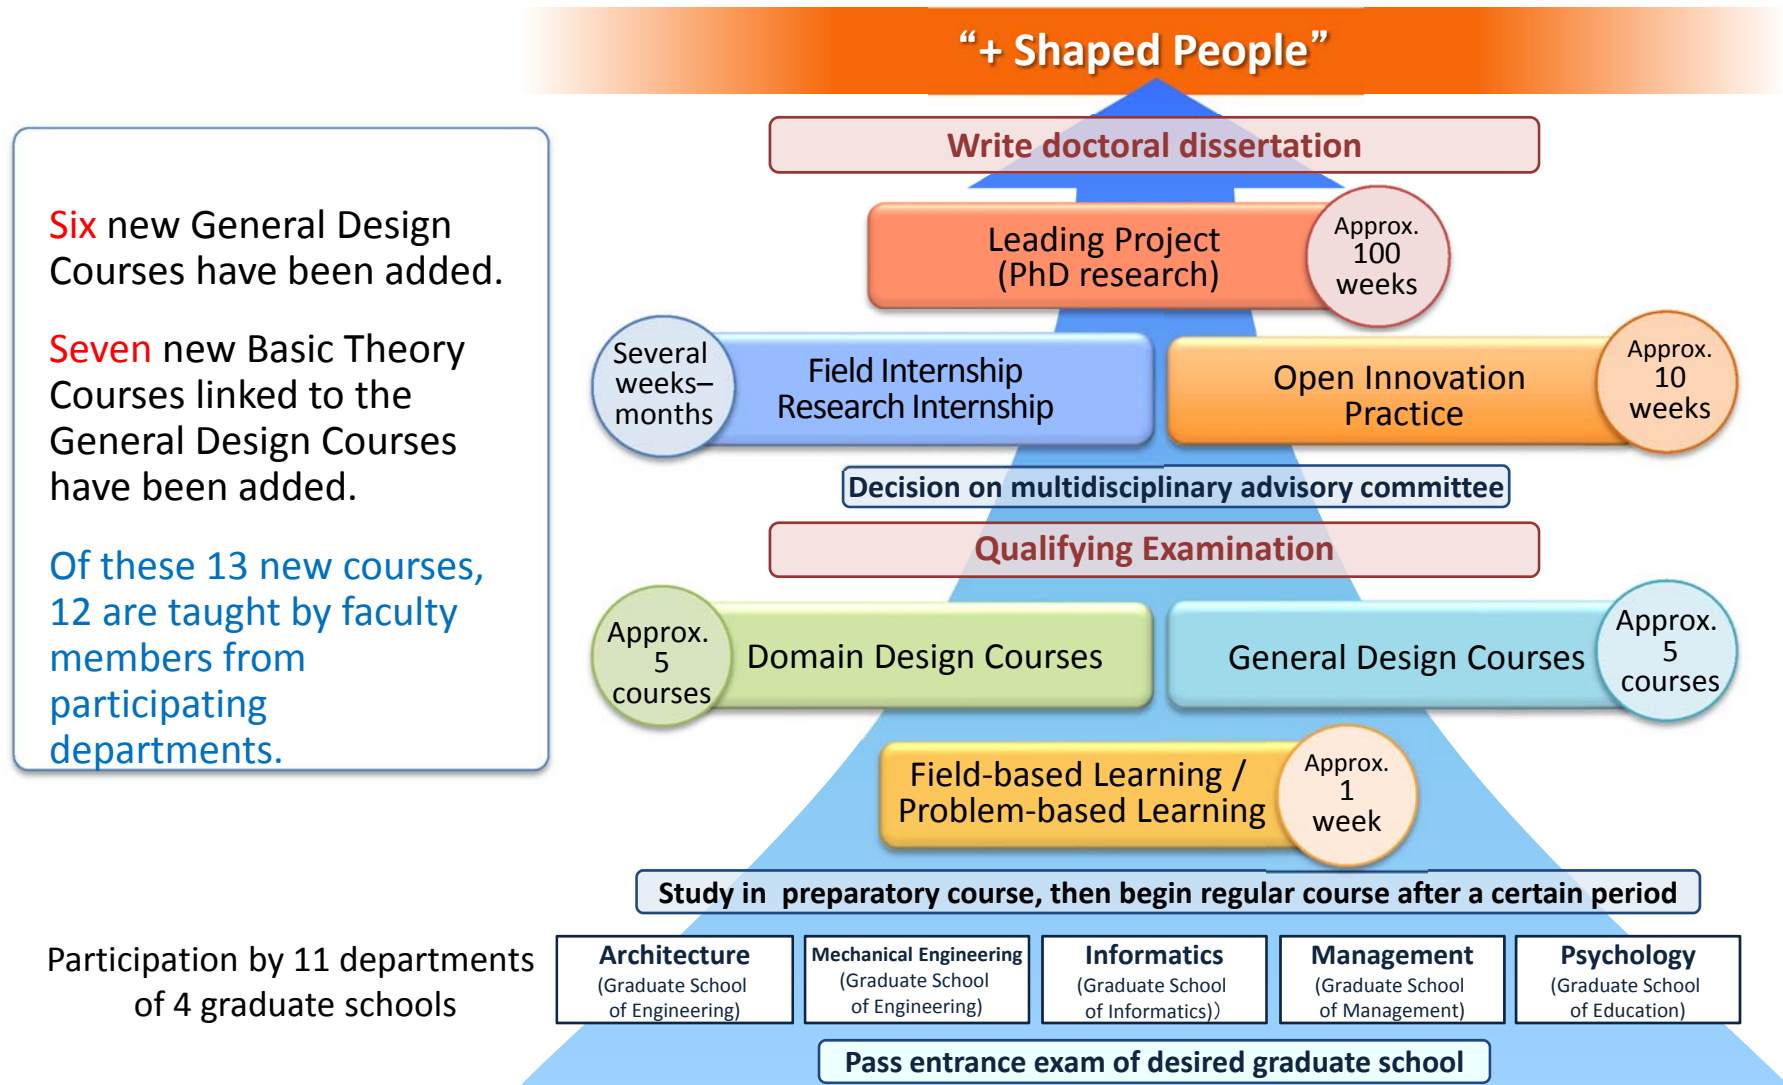 “+ Shaped People”
Write doctoral dissertation
Leading Project
(PhD research)
Approx.
100
weeks
Several
weeks–
months
Field Internship
Research Internship
Open Innovation
Practice
Approx.
10
weeks
Decision on multidisciplinary advisory committee
Qualifying Examination
Approx.
5
courses
Domain Design Courses
General Design Courses
Approx.
5
courses
Field-based Learning /
Problem-based Learning
Approx.
1
week
Study in  preparatory course, then begin regular course after a certain period
Six new General Design
Courses have been added.
Seven new Basic Theory
Courses linked to the
General Design Courses
have been added.
Of these 13 new courses,
12 are taught by faculty
members from
participating
departments.
Participation by 11 departments
of 4 graduate schools
Architecture
(Graduate School
of Engineering)
Mechanical Engineering
(Graduate School
of Engineering)
Informatics
(Graduate School
of Informatics)）
Management
(Graduate School
of Management)
Psychology
(Graduate School
of Education)
Pass entrance exam of desired graduate school